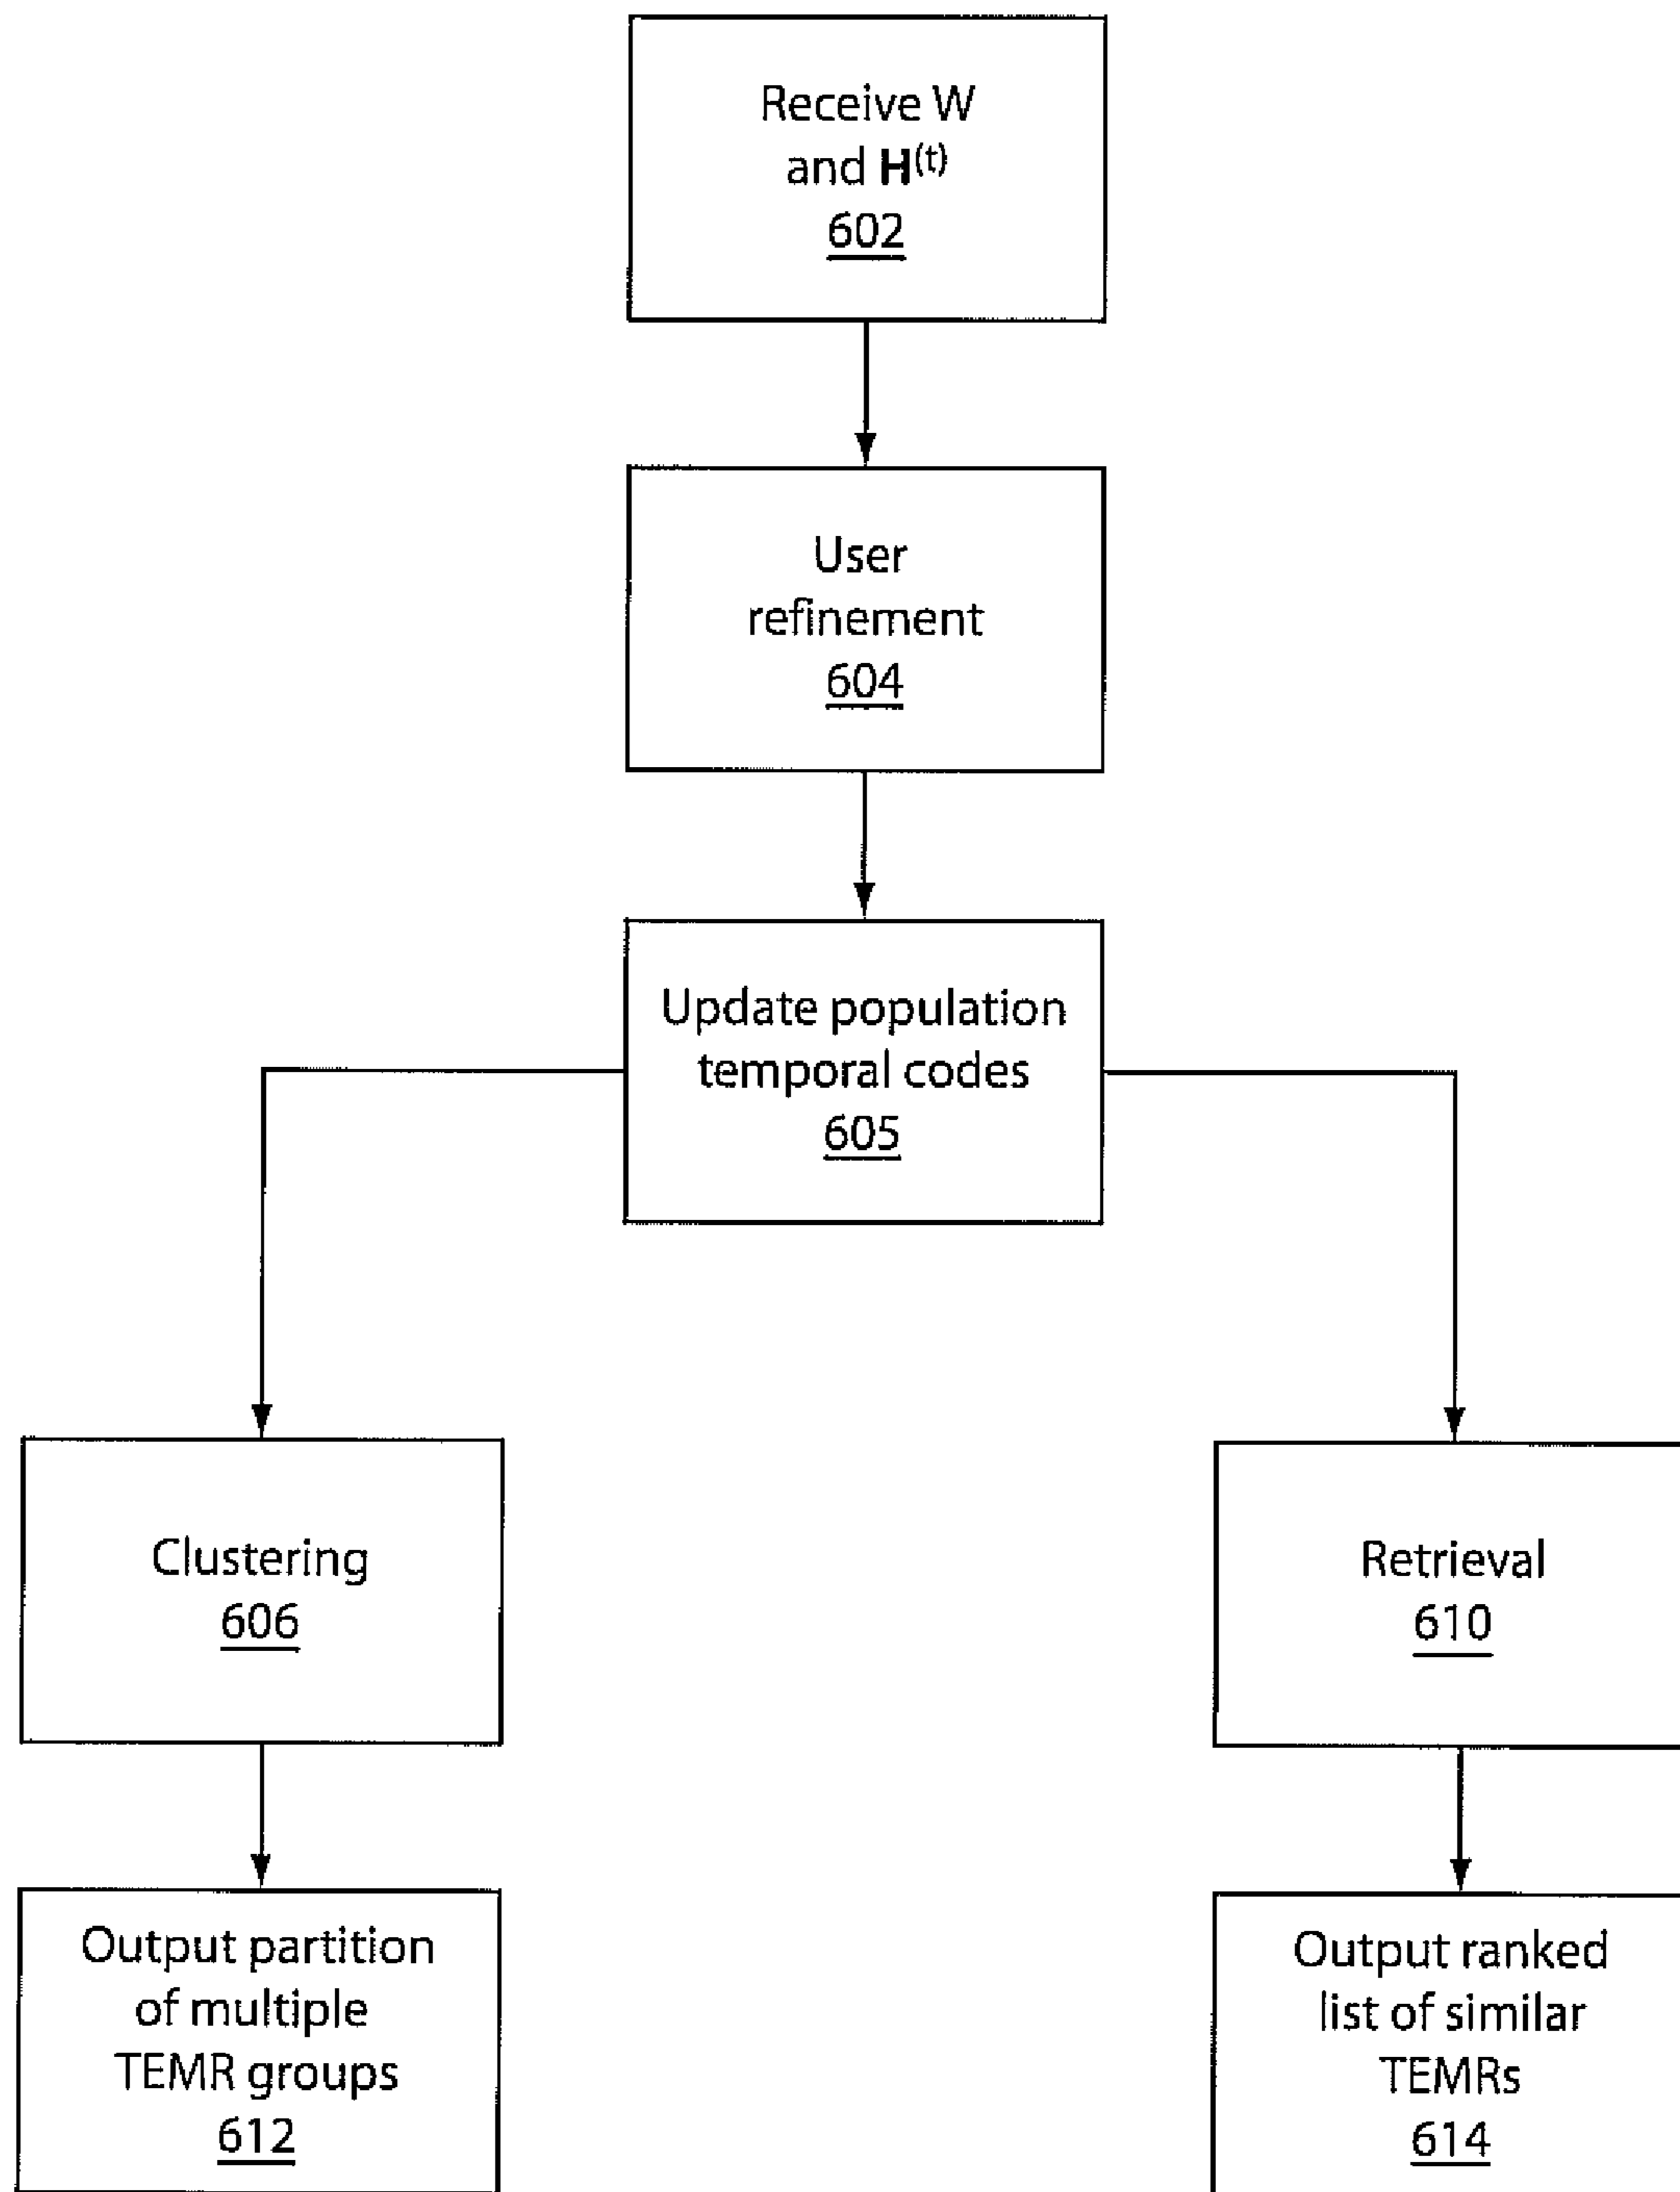 Receive W
and H(t)
602
User
refinement
604
Update population
temporal codes
605
Clustering
606
Retrieval
610
Output partition
of multiple
TEMR groups
612
Output ranked
list of similar
TEMRs
614